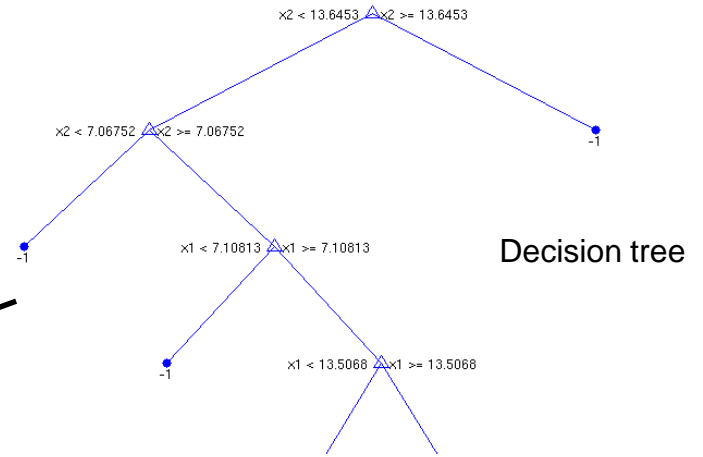 x2 < 13.6453 x2 >= 13.6453
x2 < 7.06752 x2 >= 7.06752
-1
x1 < 7.10813 x1 >= 7.10813
Decision tree
-1
x1 < 13.5068 x1 >= 13.5068
-1